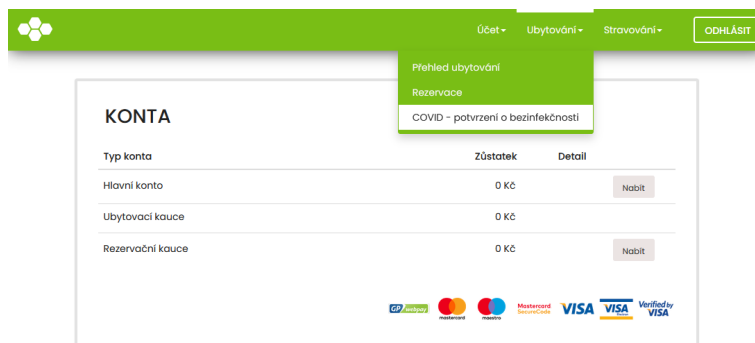 Účet
Ubytování
Stravování
ODHLÁSIT
Přehled ubytování
Rezervace
COVID - potvrzení o bezinfekčnosti
KONTA
Typ konta Zůstatek Detail
Hlavní konto 0 Kč Nabít
Ubytovací kauce 0 Kč
Rezervační kauce 0 Kč Nabít
GP webpay mastercard maestro Mastercard SecureCode VISA VISA Verified by VISA